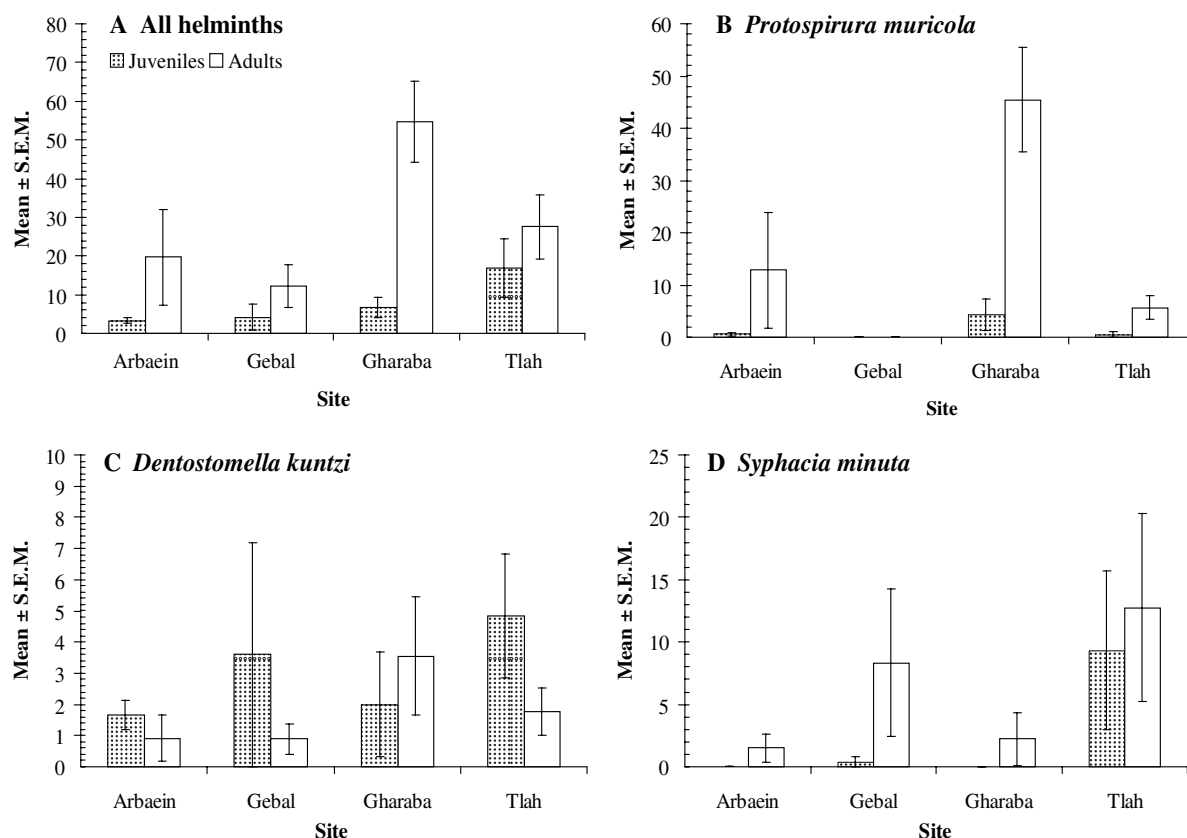 A All helminths
Juveniles Adults
80
70
60
50
40
30
20
10
0
Mean ± S.E.M.
Arbaein Gebal Gharaba Tlah
Site
B Protospirura muricola
60
50
40
30
20
10
0
Mean ± S.E.M.
Arbaein Gebal Gharaba Tlah
Site
C Dentostomella kuntzi
10
9
8
7
6
5
4
3
2
1
0
Mean ± S.E.M.
Arbaein Gebal Gharaba Tlah
Site
D Syphacia minuta
25
20
15
10
5
0
Mean ± S.E.M.
Arbaein Gebal Gharaba Tlah
Site